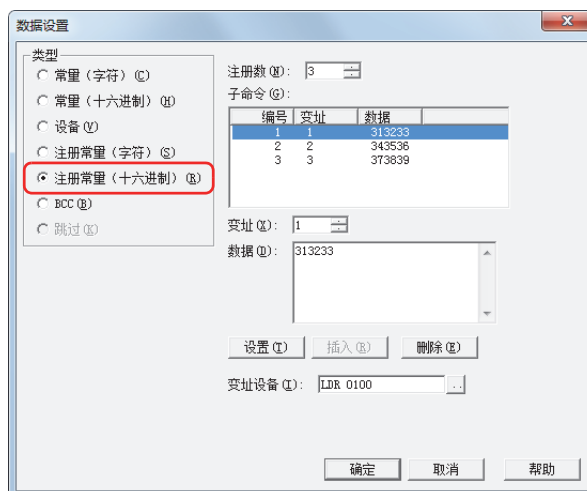 数据设置
类型
常量（字符）(C)
常量（十六进制）(H)
设备(V)
注册常量（字符）(S)
注册常量（十六进制）(R)
BCC(B)
跳过(K)
注册数(N)： 3
子命令(G)：
编号 变址 数据
1 1 313233
2 2 343536
3 3 373839
变址(X)： 1
数据(D)： 313233
设置(T) 插入(R) 删除(E)
变址设备(I)： LDR 0100 ..
确定 取消 帮助